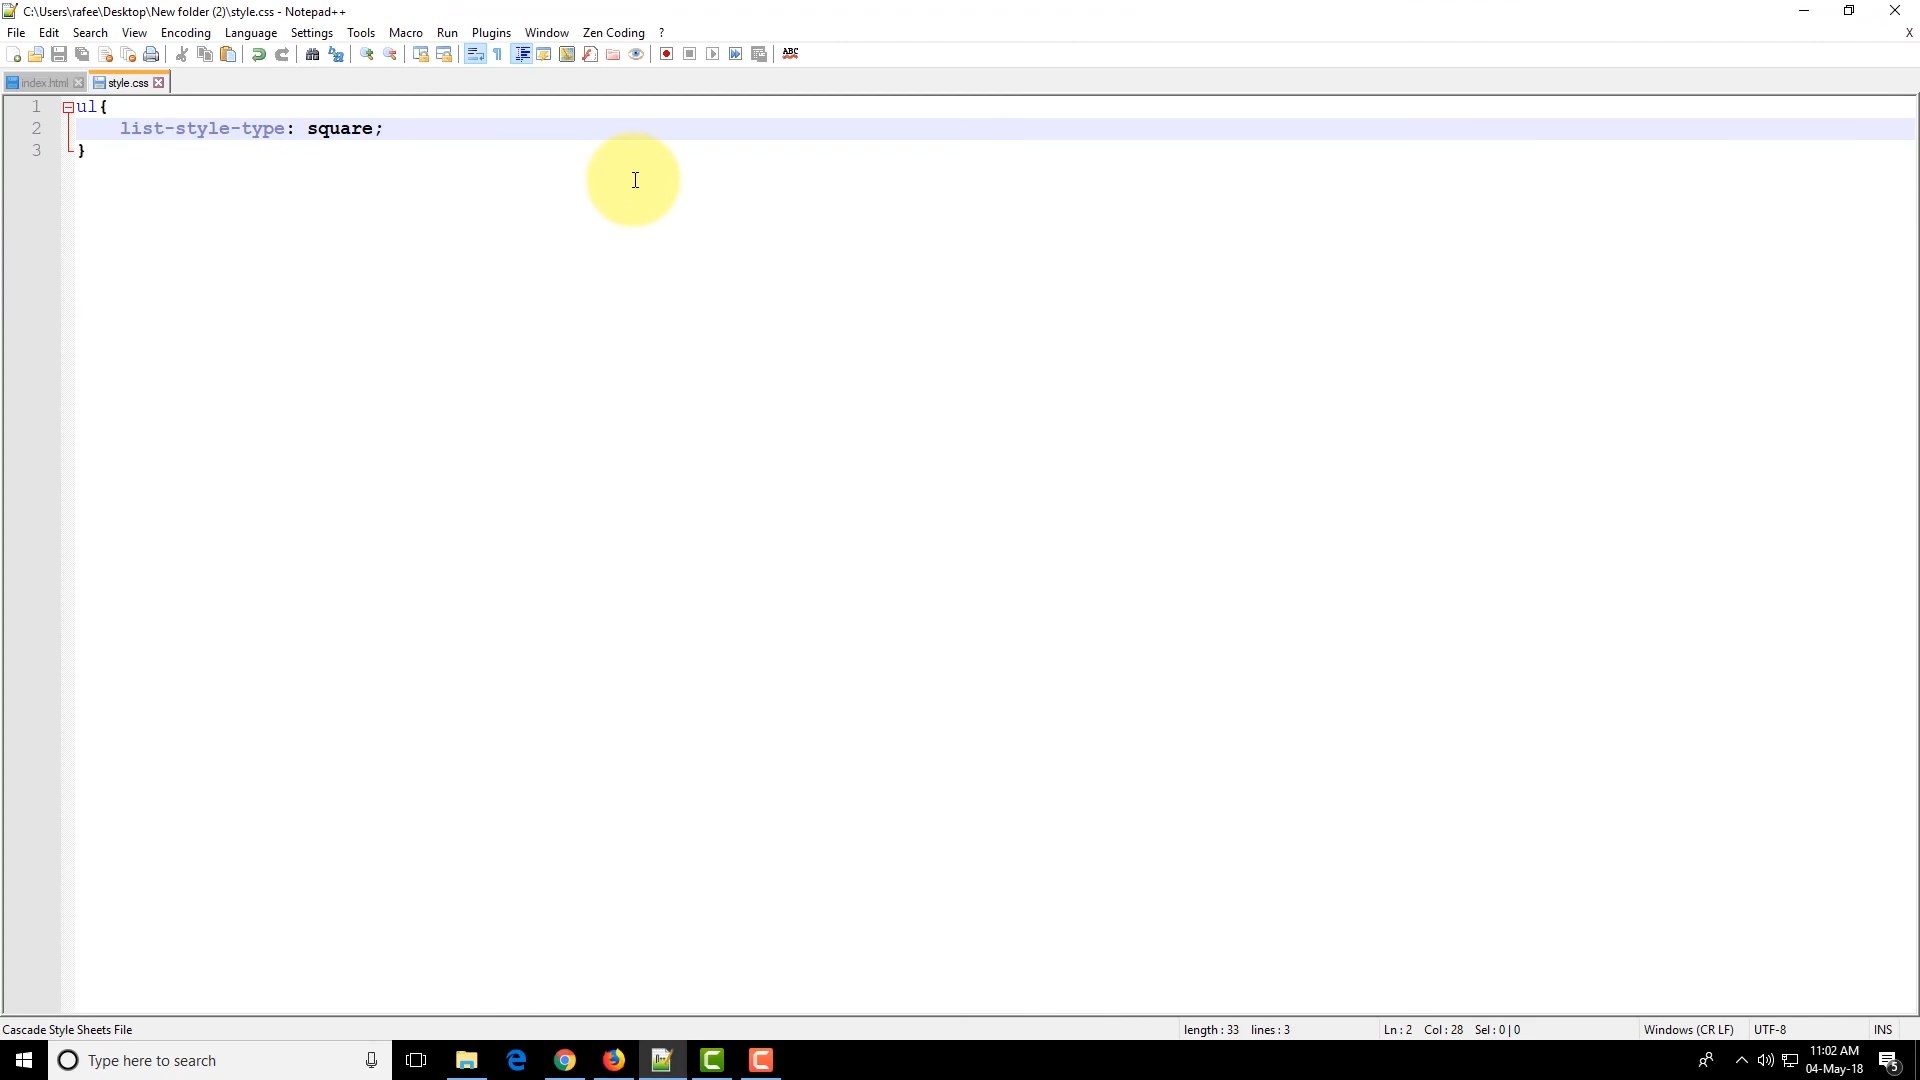 C:\Users\rafee\Desktop\New folder (2)\style.css - Notepad++
File Edit Search View Encoding Language Settings Tools Macro Run Plugins Window Zen Coding ? X
ABC
index.html style.css
1 ul{
2 list-style-type: square;
3 }
Cascade Style Sheets File length : 33 lines : 3 Ln : 2 Col : 28 Sel : 0 | 0 Windows (CR LF) UTF-8 INS
Type here to search
11:02 AM
04-May-18
5